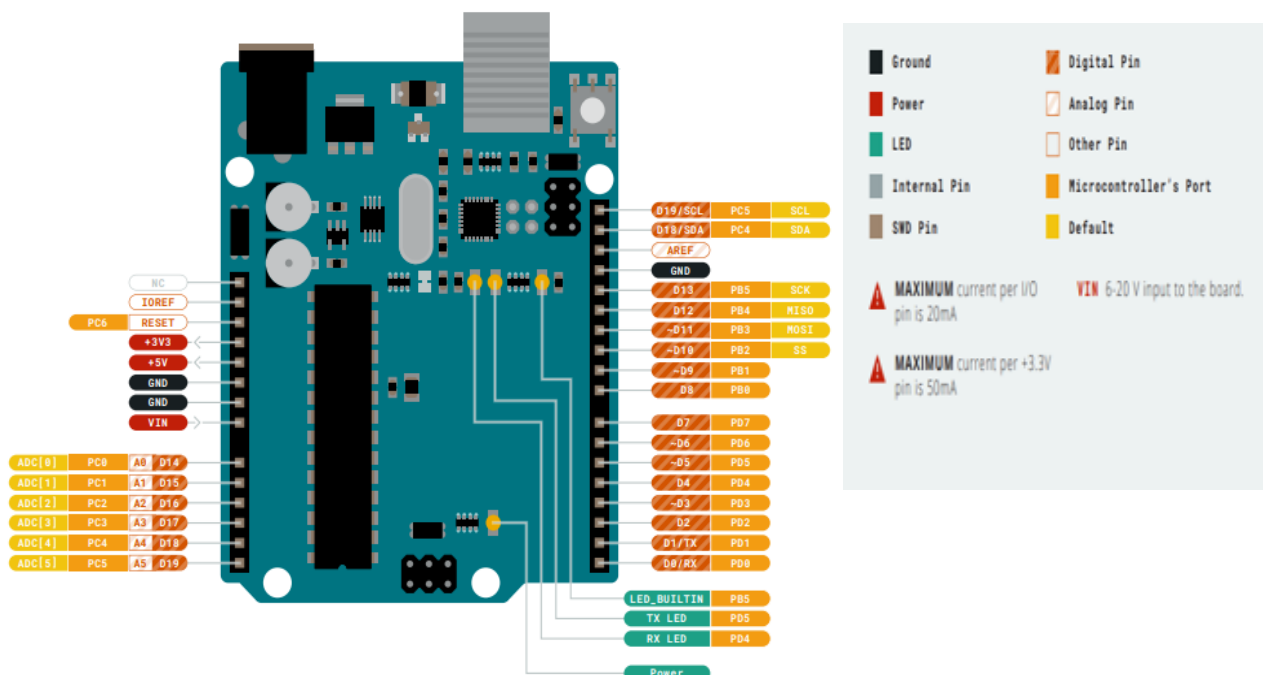 Ground
Digital Pin
Power
Analog Pin
LED
Other Pin
Internal Pin
Microcontroller's Port
SWD Pin
Default
MAXIMUM current per I/O
pin is 20mA
VIN 6-20 V input to the board.
MAXIMUM current per +3.3V
pin is 50mA
NC
IOREF
PC6 RESET
+3V3
+5V
GND
GND
VIN
ADC[0] PC0 A0 D14
ADC[1] PC1 A1 D15
ADC[2] PC2 A2 D16
ADC[3] PC3 A3 D17
ADC[4] PC4 A4 D18
ADC[5] PC5 A5 D19
D19/SCL PC5 SCL
D18/SDA PC4 SDA
AREF
GND
D13 PB5 SCK
D12 PB4 MISO
~D11 PB3 MOSI
~D10 PB2 SS
~D9 PB1
D8 PB0
D7 PD7
~D6 PD6
~D5 PD5
D4 PD4
~D3 PD3
D2 PD2
D1/TX PD1
D0/RX PD0
LED_BUILTIN PB5
TX LED PD5
RX LED PD4
Power